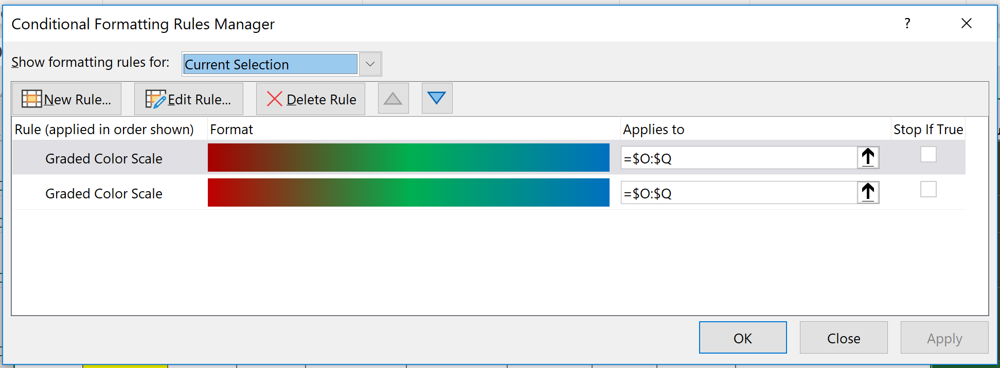 Conditional Formatting Rules Manager ?
Show formatting rules for: Current Selection
New Rule... Edit Rule... Delete Rule
Rule (applied in order shown) Format Applies to Stop If True
Graded Color Scale =$O:$Q
Graded Color Scale =$O:$Q
OK Close Apply